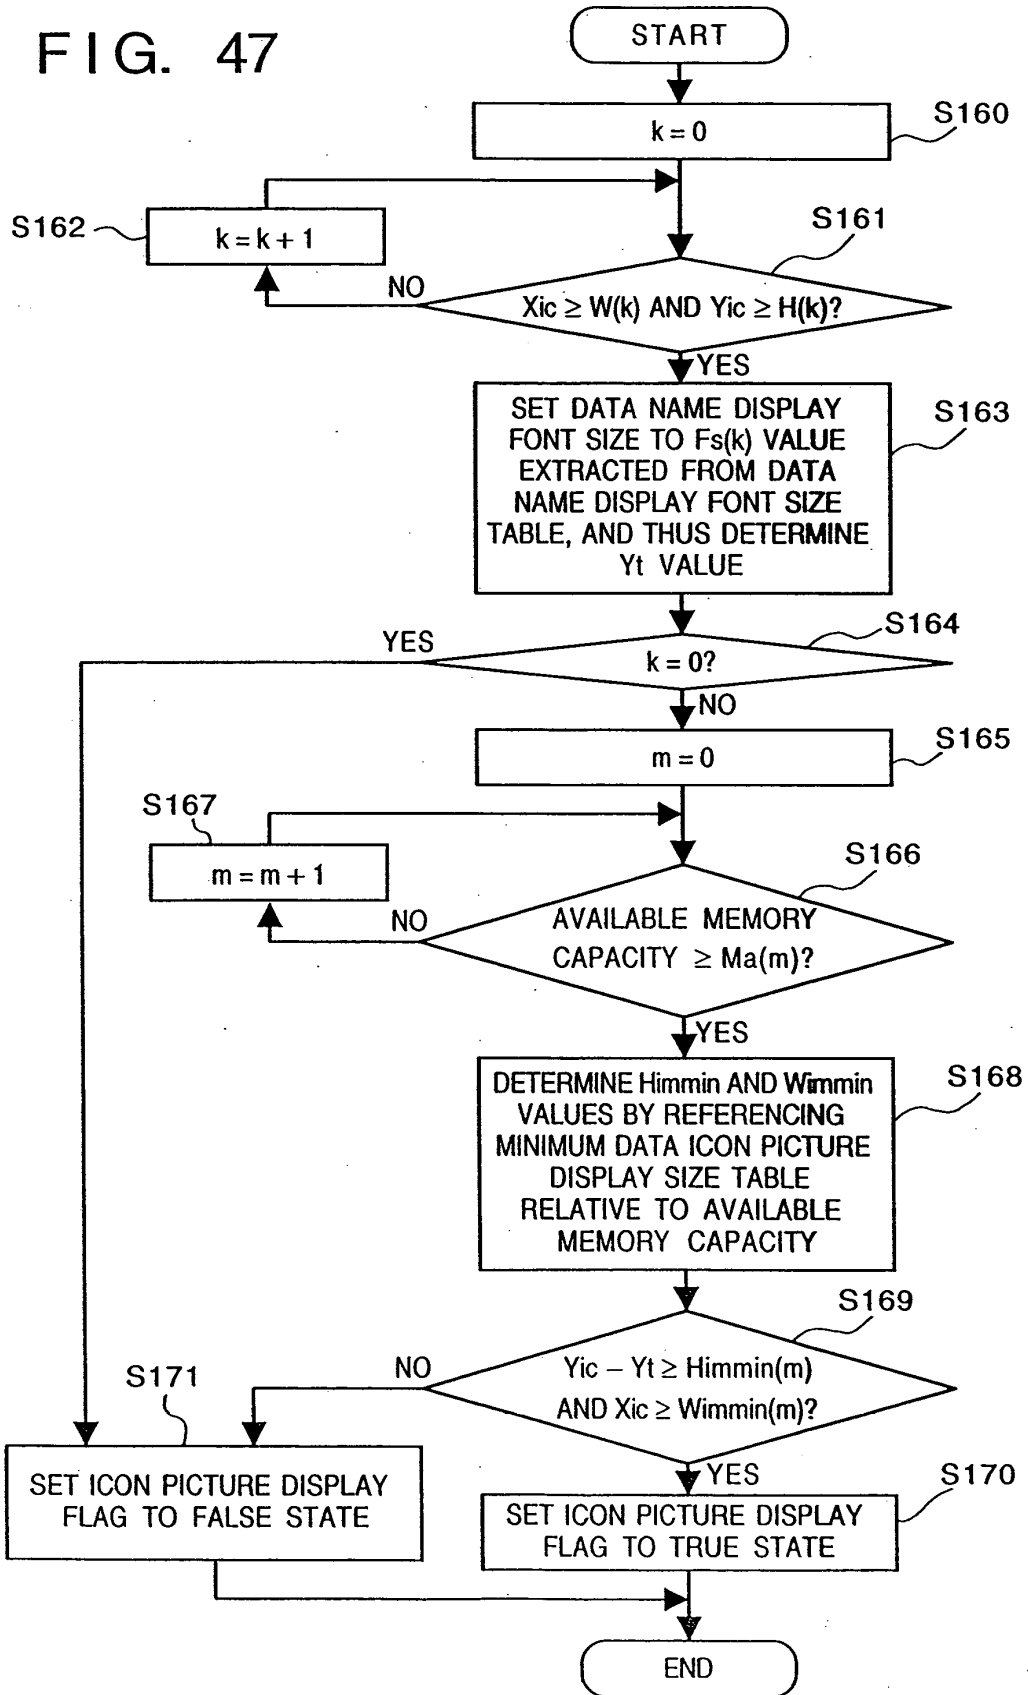 FIG. 47
START
S160
k = 0
S162
k = k + 1
S161
NO
Xic ≥ W(k) AND Yic ≥ H(k)?
YES
S163
SET DATA NAME DISPLAY
FONT SIZE TO Fs(k) VALUE
EXTRACTED FROM DATA
NAME DISPLAY FONT SIZE
TABLE, AND THUS DETERMINE
Yt VALUE
S164
YES
k = 0?
NO
S165
m = 0
S167
m = m + 1
S166
NO
AVAILABLE MEMORY
CAPACITY ≥ Ma(m)?
YES
S168
DETERMINE Himmin AND Wimmin
VALUES BY REFERENCING
MINIMUM DATA ICON PICTURE
DISPLAY SIZE TABLE
RELATIVE TO AVAILABLE
MEMORY CAPACITY
S169
NO
Yic – Yt ≥ Himmin(m)
AND Xic ≥ Wimmin(m)?
S171
YES
S170
SET ICON PICTURE DISPLAY
FLAG TO FALSE STATE
SET ICON PICTURE DISPLAY
FLAG TO TRUE STATE
END